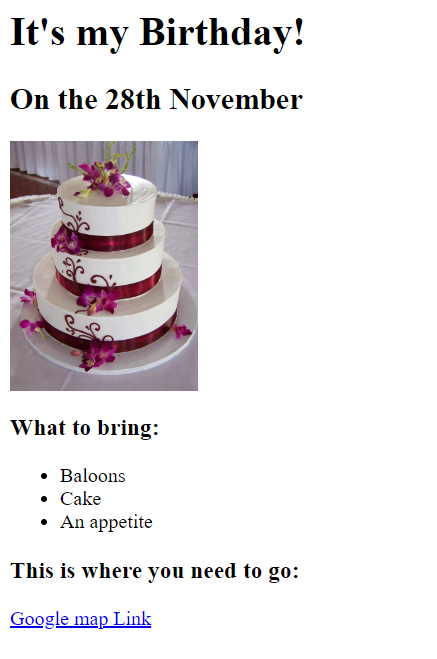 It's my Birthday!
On the 28th November
What to bring:
Baloons
Cake
An appetite
This is where you need to go:
Google map Link